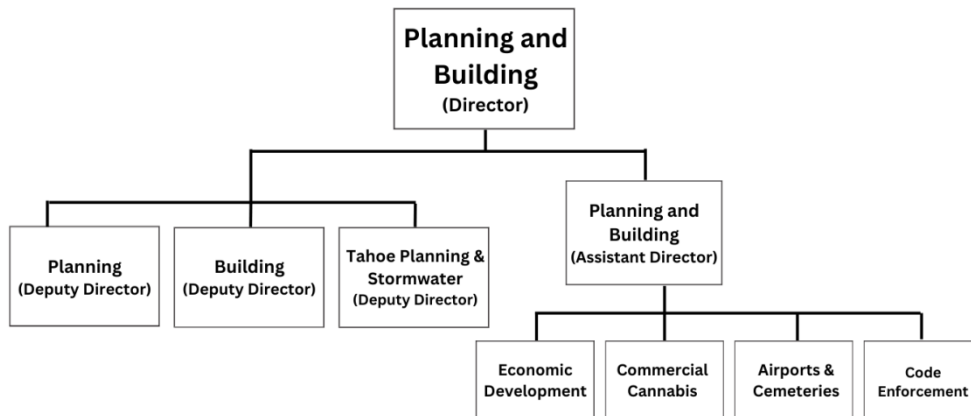 Planning and
Building
(Director)
Planning and
Building
(Assistant Director)
Planning
(Deputy Director)
Building
(Deputy Director)
Tahoe Planning &
Stormwater
(Deputy Director)
Economic
Development
Commercial
Cannabis
Airports &
Cemeteries
Code
Enforcement